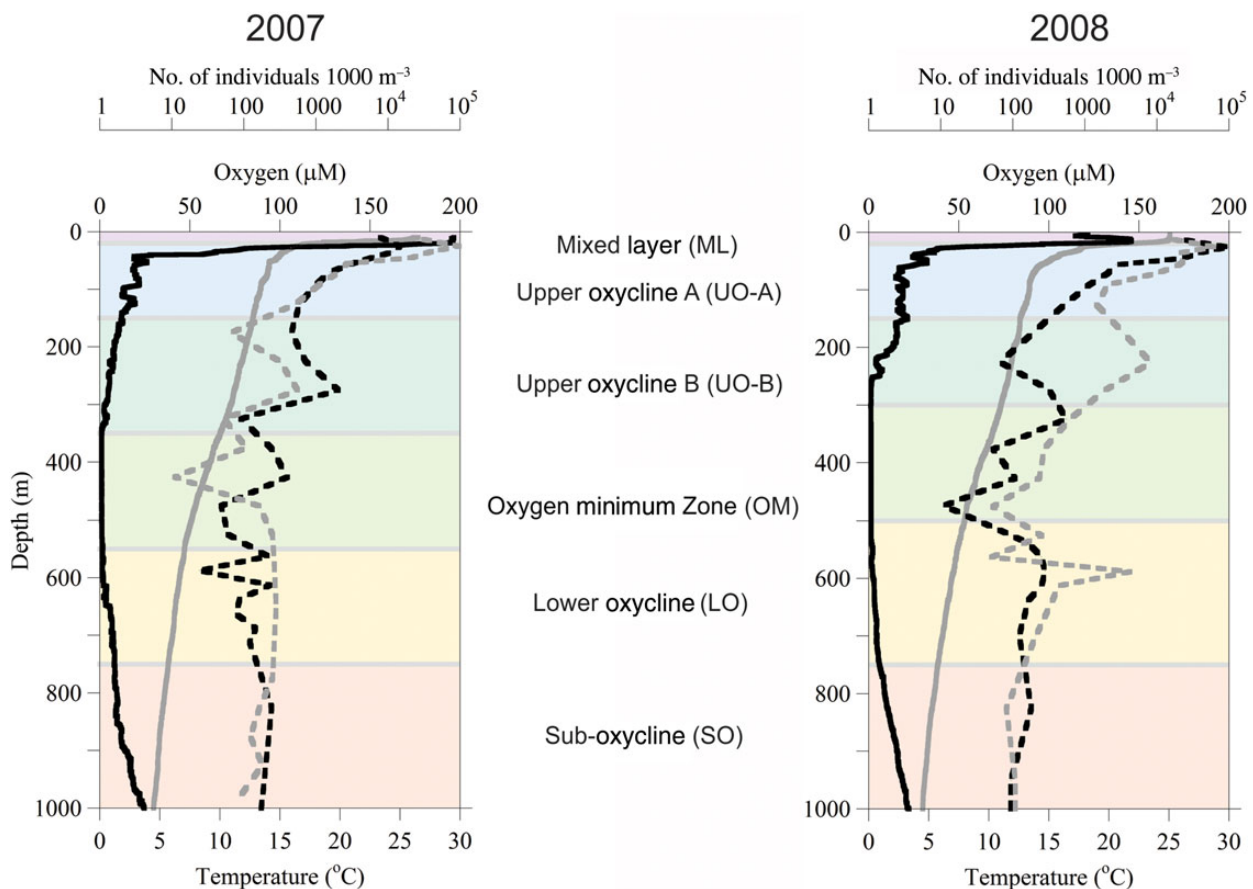 2007
2008
No. of individuals 1000 m⁻³
1 10 100 1000 10⁴ 10⁵
Oxygen (μM)
0 50 100 150 200
No. of individuals 1000 m⁻³
1 10 100 1000 10⁴ 10⁵
Oxygen (μM)
0 50 100 150 200
Depth (m)
0
200
400
600
800
1000
Mixed layer (ML)
Upper oxycline A (UO-A)
Upper oxycline B (UO-B)
Oxygen minimum Zone (OM)
Lower oxycline (LO)
Sub-oxycline (SO)
0
200
400
600
800
1000
0 5 10 15 20 25 30
Temperature (°C)
0 5 10 15 20 25 30
Temperature (°C)